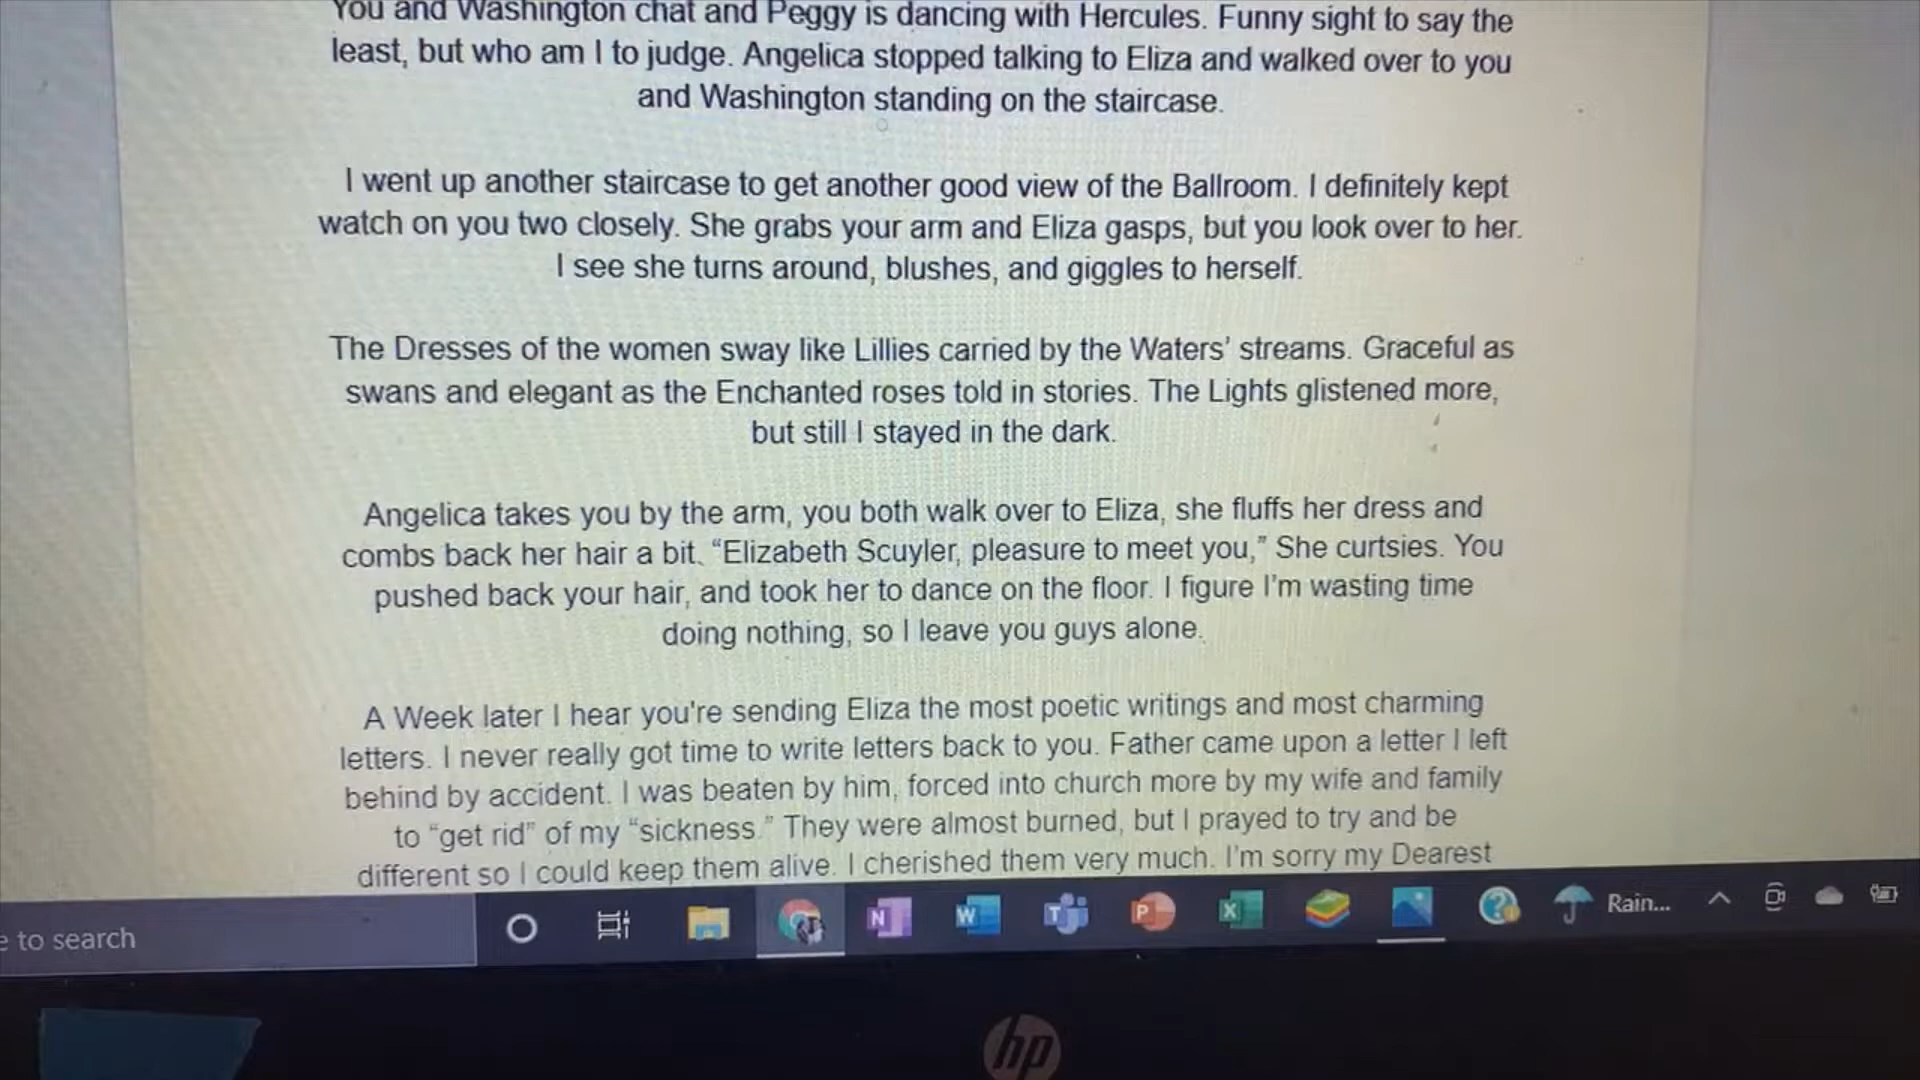 You and Washington chat and Peggy is dancing with Hercules. Funny sight to say the
least, but who am I to judge. Angelica stopped talking to Eliza and walked over to you
and Washington standing on the staircase.
I went up another staircase to get another good view of the Ballroom. I definitely kept
watch on you two closely. She grabs your arm and Eliza gasps, but you look over to her.
I see she turns around, blushes, and giggles to herself.
The Dresses of the women sway like Lillies carried by the Waters' streams. Graceful as
swans and elegant as the Enchanted roses told in stories. The Lights glistened more,
but still I stayed in the dark.
Angelica takes you by the arm, you both walk over to Eliza, she fluffs her dress and
combs back her hair a bit. “Elizabeth Scuyler, pleasure to meet you,” She curtsies. You
pushed back your hair, and took her to dance on the floor. I figure I'm wasting time
doing nothing, so I leave you guys alone.
A Week later I hear you're sending Eliza the most poetic writings and most charming
letters. I never really got time to write letters back to you. Father came upon a letter I left
behind by accident. I was beaten by him, forced into church more by my wife and family
to “get rid” of my “sickness.” They were almost burned, but I prayed to try and be
different so I could keep them alive. I cherished them very much. I'm sorry my Dearest
e to search
N
W
T
P
X
?
Rain...
hp